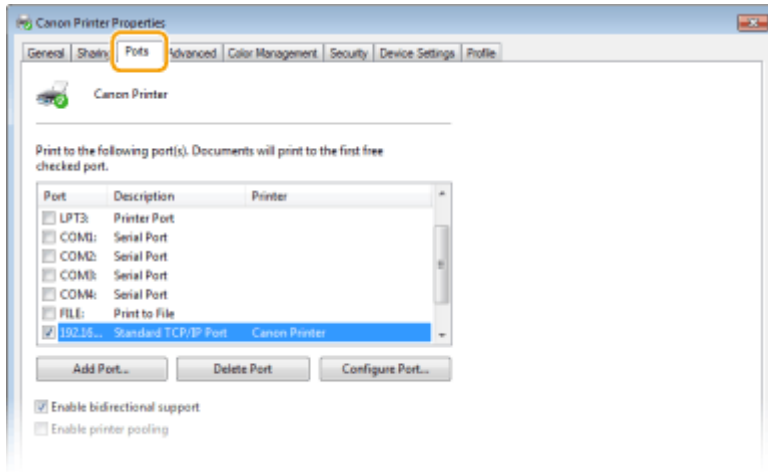 Canon Printer Properties
General Sharing Ports Advanced Color Management Security Device Settings Profile
Canon Printer
Print to the following port(s). Documents will print to the first free
checked port.
Port Description Printer
LPT3: Printer Port
COM1: Serial Port
COM2: Serial Port
COM3: Serial Port
COM4: Serial Port
FILE: Print to File
192.16... Standard TCP/IP Port Canon Printer
Add Port... Delete Port Configure Port...
Enable bidirectional support
Enable printer pooling